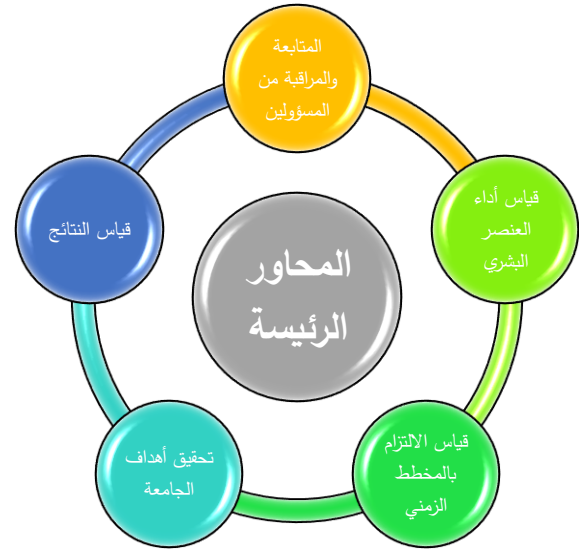 المتابعة
والمراقبة من
المسؤولين
قياس أداء
العنصر
البشري
قياس الالتزام
بالمخطط
الزمني
تحقيق أهداف
الجامعة
قياس النتائج
المحاور
الرئيسة